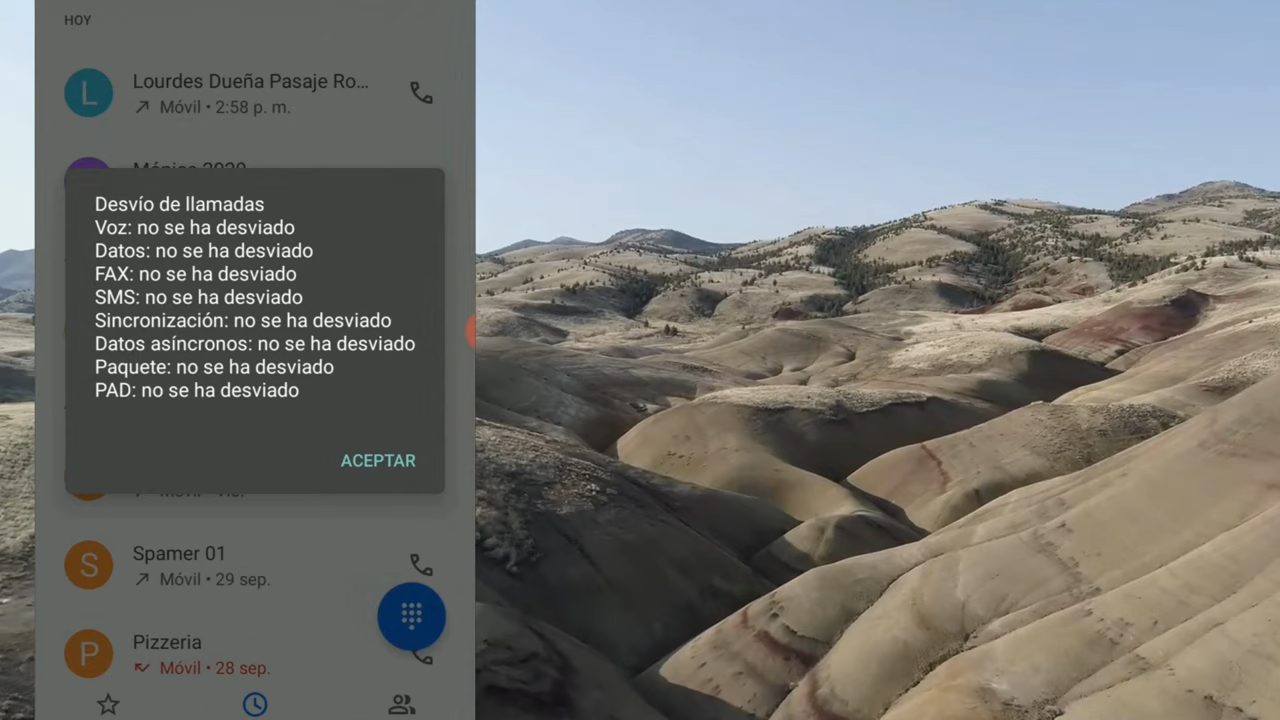 HOY
L
Lourdes Dueña Pasaje Ro...
Móvil • 2:58 p. m.
Mónica 2020
Desvío de llamadas
Voz: no se ha desviado
Datos: no se ha desviado
FAX: no se ha desviado
SMS: no se ha desviado
Sincronización: no se ha desviado
Datos asíncronos: no se ha desviado
Paquete: no se ha desviado
PAD: no se ha desviado
ACEPTAR
S
Spamer 01
Móvil • 29 sep.
P
Pizzeria
Móvil • 28 sep.